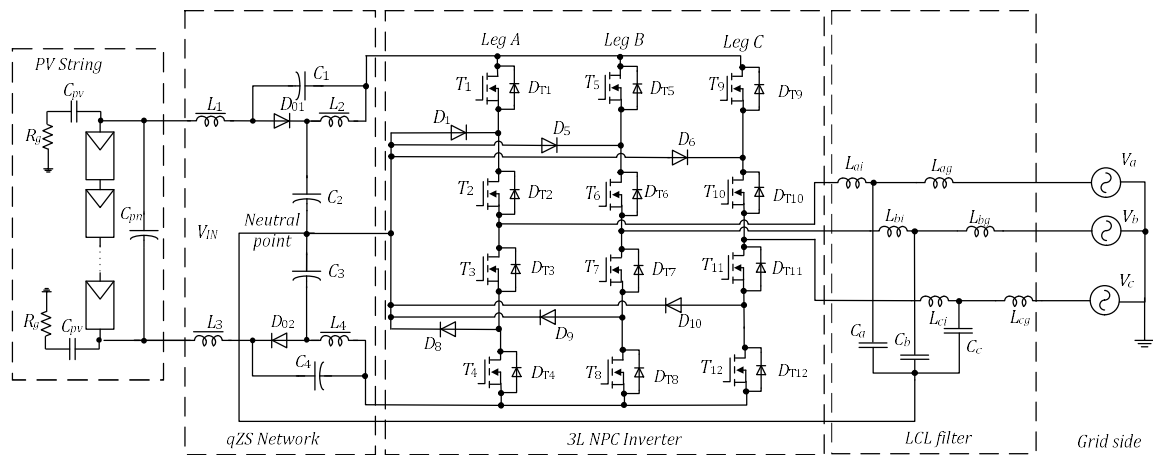 PV String
Cpv
Rg
Cpn
Rg
Cpv
L1
C1
D01
L2
C2
VIN
Neutral
point
C3
L3
D02
L4
C4
qZS Network
Leg A
Leg B
Leg C
T1
DT1
T5
DT5
T9
DT9
D1
D5
D6
T2
DT2
T6
DT6
T10
DT10
T3
DT3
T7
DT7
T11
DT11
D8
D9
D10
T4
DT4
T8
DT8
T12
DT12
3L NPC Inverter
Lai
Lag
Lbi
Lbg
Lci
Lcg
Ca
Cb
Cc
LCL filter
Va
Vb
Vc
Grid side